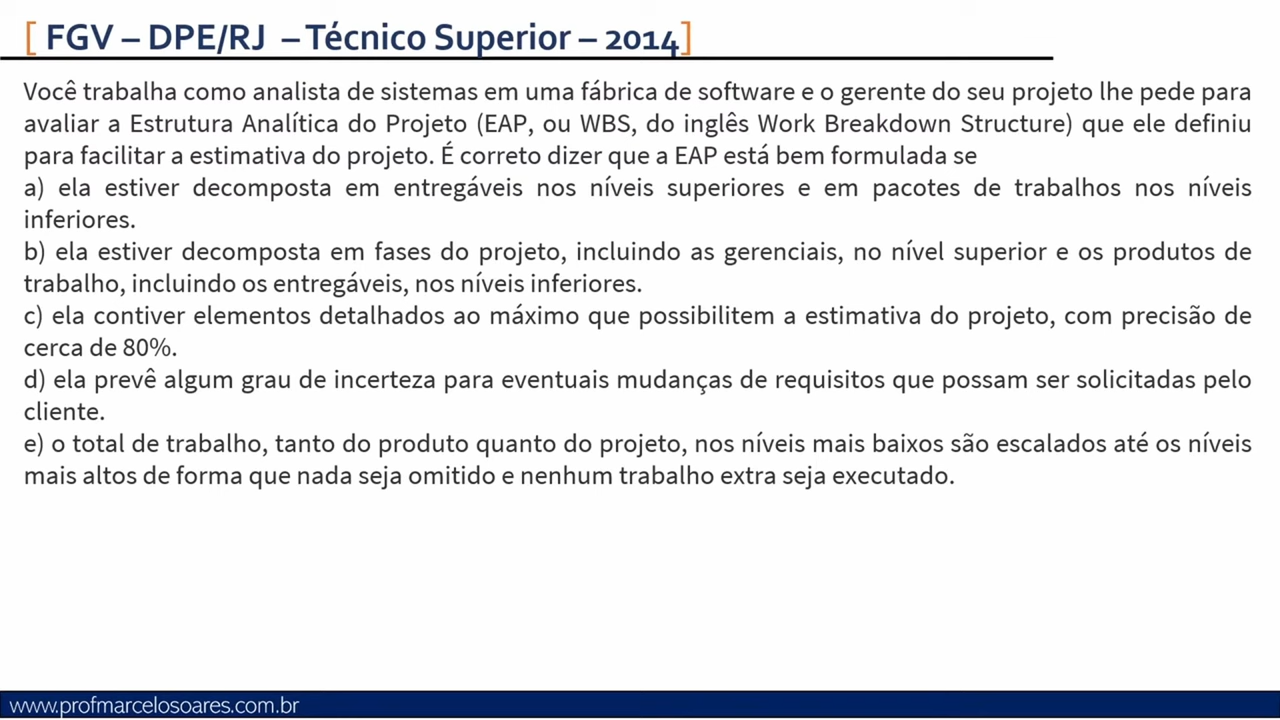 [ FGV – DPE/RJ – Técnico Superior – 2014]
Você trabalha como analista de sistemas em uma fábrica de software e o gerente do seu projeto lhe pede para
avaliar a Estrutura Analítica do Projeto (EAP, ou WBS, do inglês Work Breakdown Structure) que ele definiu
para facilitar a estimativa do projeto. É correto dizer que a EAP está bem formulada se
a) ela estiver decomposta em entregáveis nos níveis superiores e em pacotes de trabalhos nos níveis
inferiores.
b) ela estiver decomposta em fases do projeto, incluindo as gerenciais, no nível superior e os produtos de
trabalho, incluindo os entregáveis, nos níveis inferiores.
c) ela contiver elementos detalhados ao máximo que possibilitem a estimativa do projeto, com precisão de
cerca de 80%.
d) ela prevê algum grau de incerteza para eventuais mudanças de requisitos que possam ser solicitadas pelo
cliente.
e) o total de trabalho, tanto do produto quanto do projeto, nos níveis mais baixos são escalados até os níveis
mais altos de forma que nada seja omitido e nenhum trabalho extra seja executado.
www.profmarcelosoares.com.br